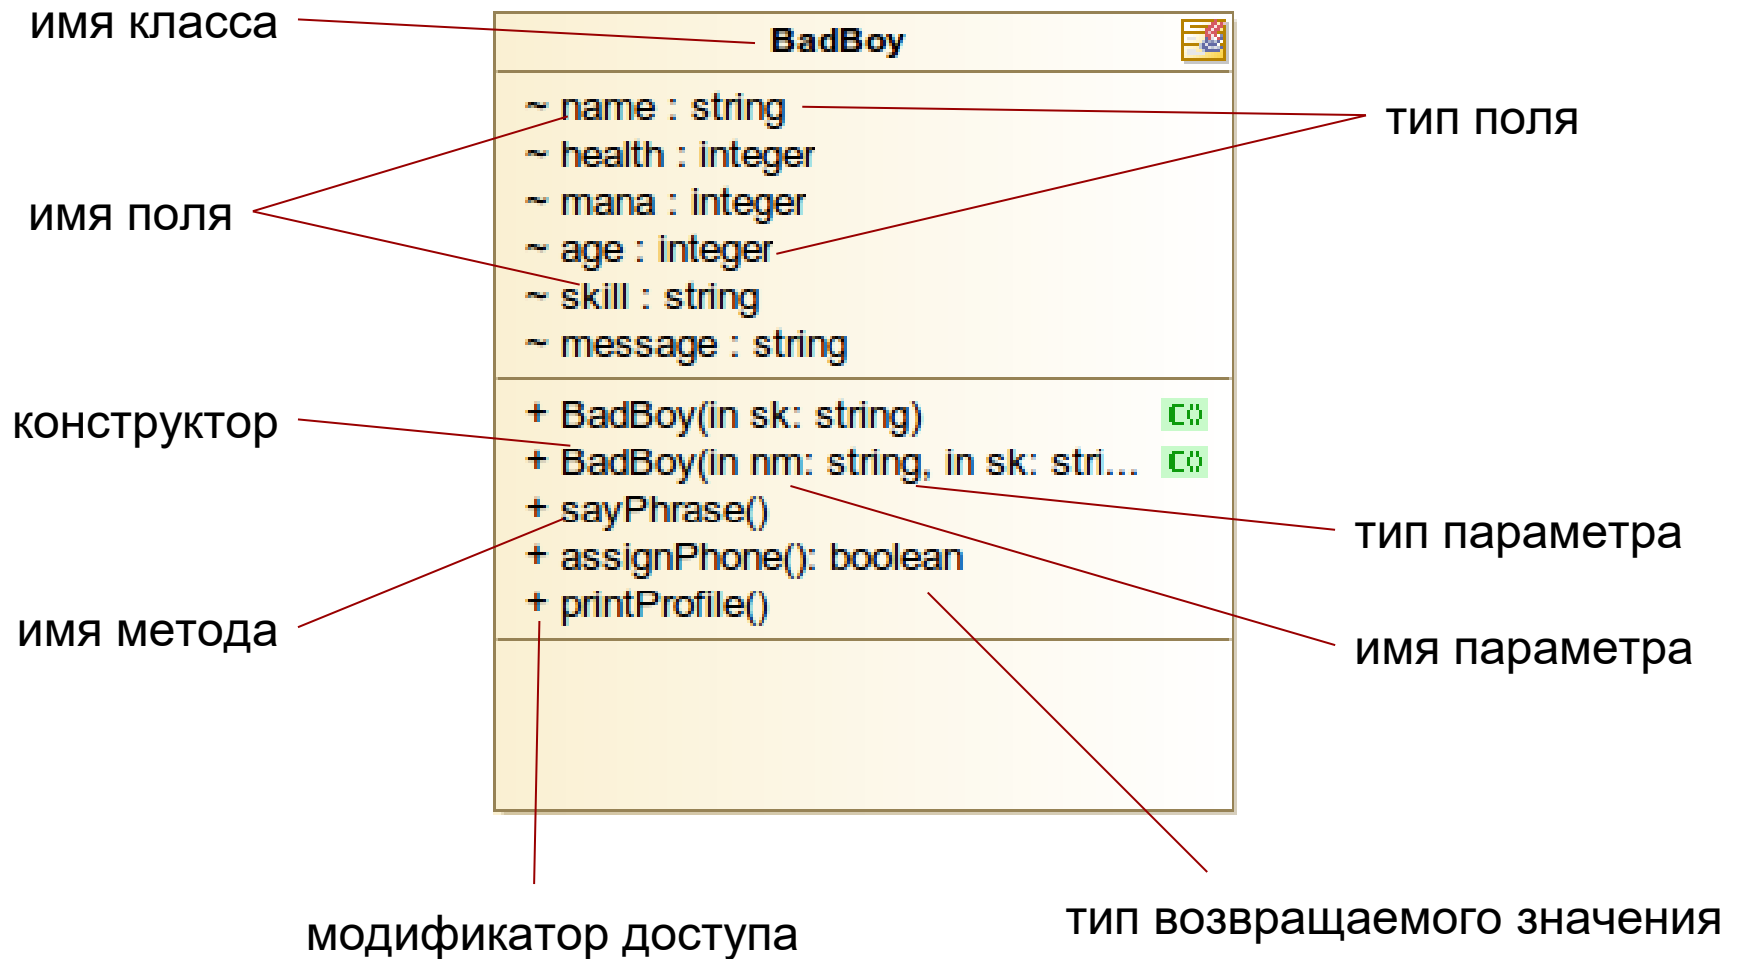 имя класса
BadBoy
~ name : string
тип поля
~ health : integer
~ mana : integer
имя поля
~ age : integer
~ skill : string
~ message : string
конструктор
+ BadBoy(in sk: string)
+ BadBoy(in nm: string, in sk: stri...
+ sayPhrase()
тип параметра
+ assignPhone(): boolean
+ printProfile()
имя метода
имя параметра
модификатор доступа
тип возвращаемого значения